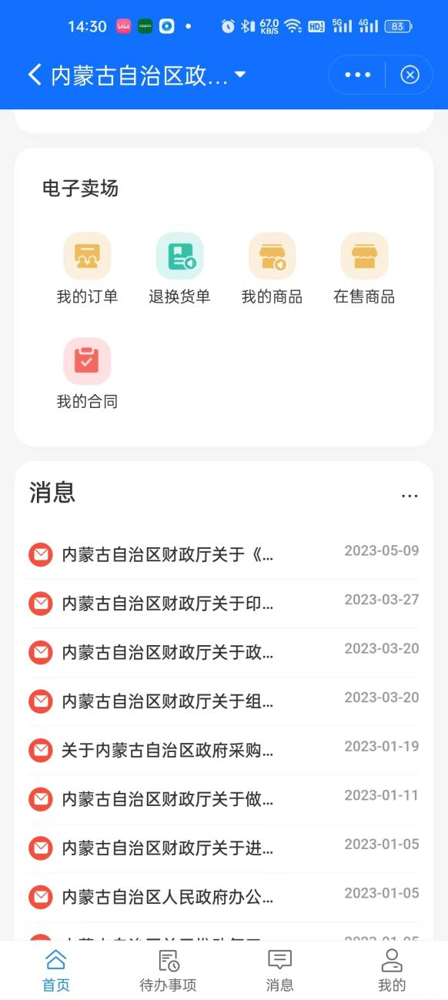 14:30
67.0
KB/S
HD
5G
4G
83
内蒙古自治区政...
电子卖场
我的订单 退换货单 我的商品 在售商品
我的合同
消息
...
内蒙古自治区财政厅关于《... 2023-05-09
内蒙古自治区财政厅关于印... 2023-03-27
内蒙古自治区财政厅关于政... 2023-03-20
内蒙古自治区财政厅关于组... 2023-03-20
关于内蒙古自治区政府采购... 2023-01-19
内蒙古自治区财政厅关于做... 2023-01-11
内蒙古自治区财政厅关于进... 2023-01-05
内蒙古自治区人民政府办公... 2023-01-05
首页 待办事项 消息 我的